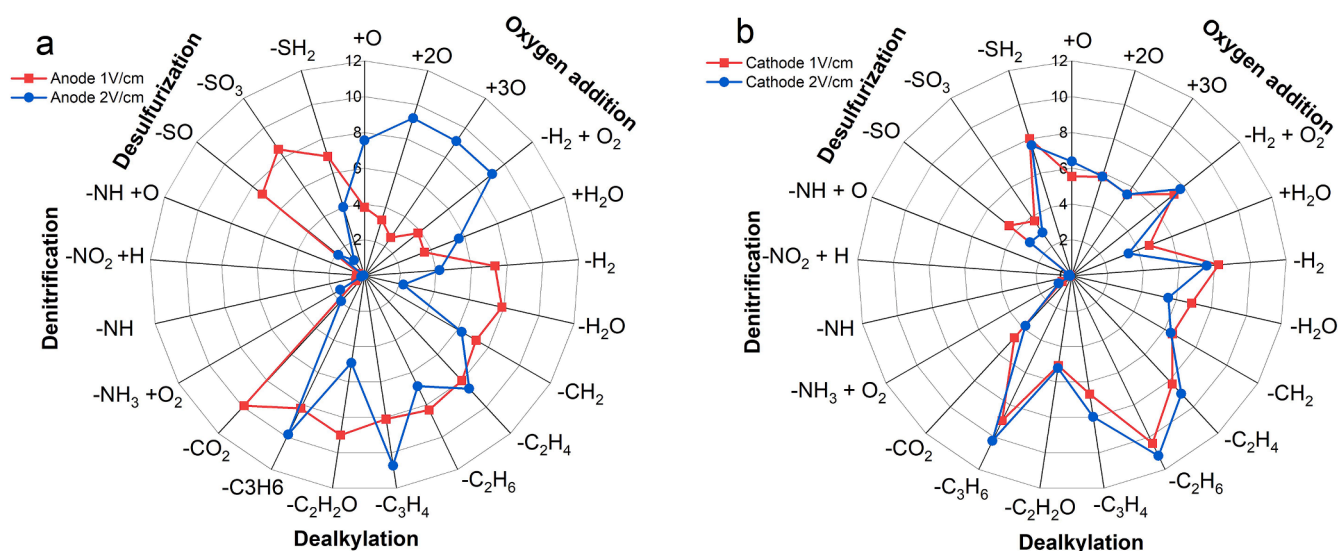 a
Anode 1V/cm
Anode 2V/cm
Desulfurization
Oxygen addition
Denitrification
Dealkylation
12
10
8
6
4
2
+O
+2O
+3O
-H₂ + O₂
+H₂O
-H₂
-H₂O
-CH₂
-C₂H₄
-C₂H₆
-C₃H₄
-C₂H₂O
-C3H6
-CO₂
-NH₃ +O₂
-NH
-NO₂ +H
-NH +O
-SO
-SO₃
-SH₂
b
Cathode 1V/cm
Cathode 2V/cm
Desulfurization
Oxygen addition
Denitrification
Dealkylation
12
10
8
6
4
2
+O
+2O
+3O
-H₂ + O₂
+H₂O
-H₂
-H₂O
-CH₂
-C₂H₄
-C₂H₆
-C₃H₄
-C₂H₂O
-C₃H₆
-CO₂
-NH₃ + O₂
-NH
-NO₂ + H
-NH + O
-SO
-SO₃
-SH₂